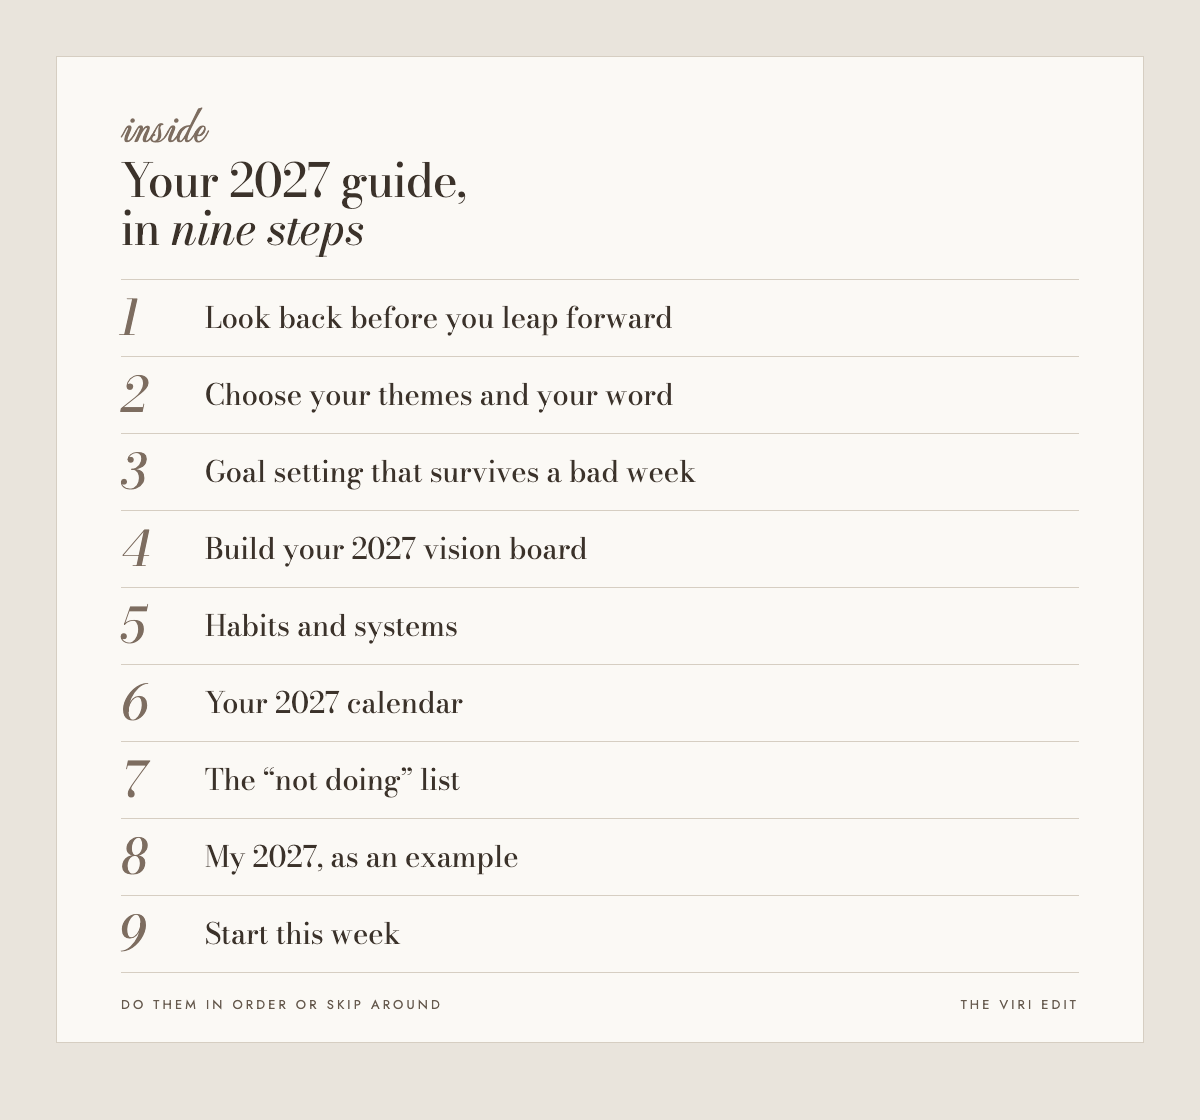 inside
Your 2027 guide,
in nine steps
1 Look back before you leap forward
2 Choose your themes and your word
3 Goal setting that survives a bad week
4 Build your 2027 vision board
5 Habits and systems
6 Your 2027 calendar
7 The “not doing” list
8 My 2027, as an example
9 Start this week
DO THEM IN ORDER OR SKIP AROUND THE VIRI EDIT